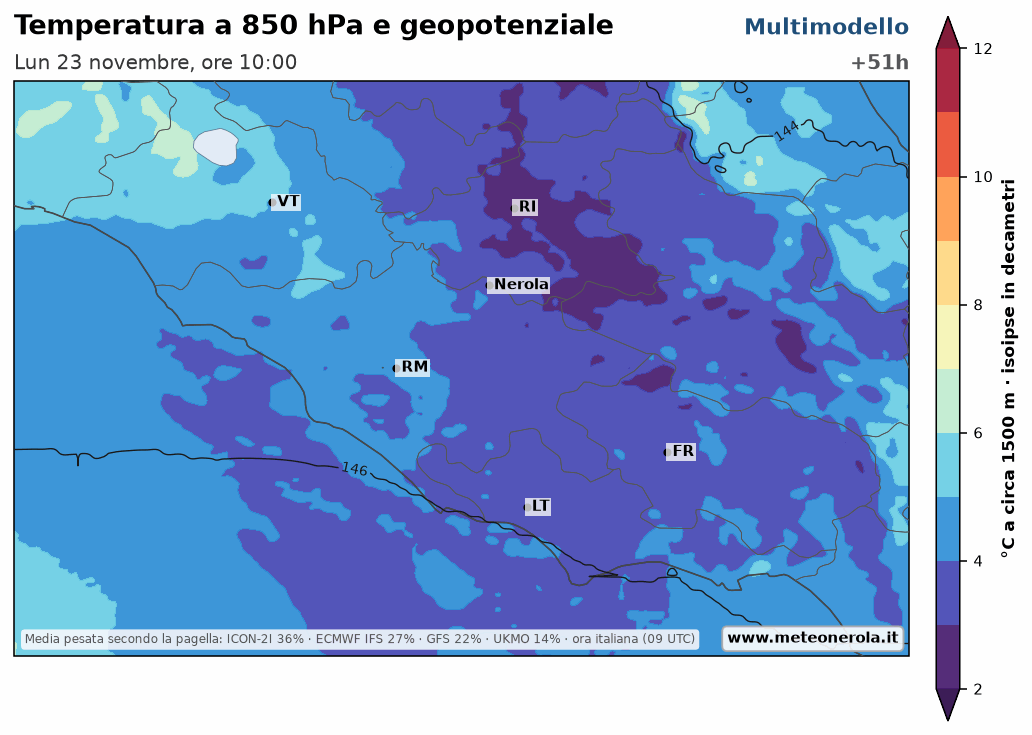 Temperatura a 850 hPa e geopotenziale
Multimodello
Lun 23 novembre, ore 10:00
+51h
12
10
8
6
4
2
°C a circa 1500 m · isoipse in decametri
144
VT
RI
Nerola
RM
FR
146
LT
Media pesata secondo la pagella: ICON-2I 36% · ECMWF IFS 27% · GFS 22% · UKMO 14% · ora italiana (09 UTC)
www.meteonerola.it